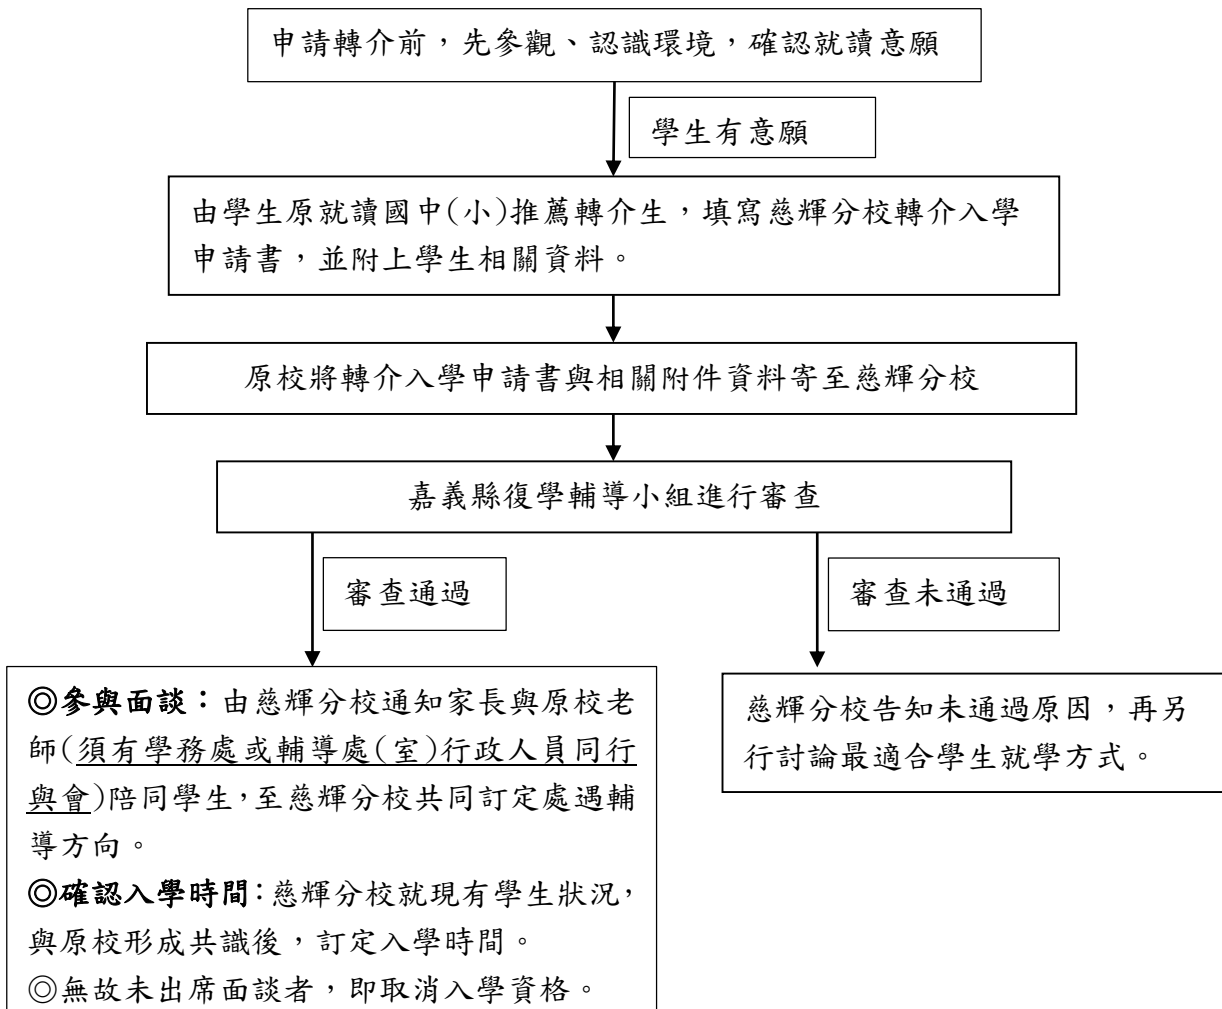 申請轉介前，先參觀、認識環境，確認就讀意願
學生有意願
由學生原就讀國中(小)推薦轉介生，填寫慈輝分校轉介入學
申請書，並附上學生相關資料。
原校將轉介入學申請書與相關附件資料寄至慈輝分校
嘉義縣復學輔導小組進行審查
審查通過
審查未通過
◎參與面談：由慈輝分校通知家長與原校老
師(須有學務處或輔導處(室)行政人員同行
與會)陪同學生，至慈輝分校共同訂定處遇輔
導方向。
◎確認入學時間：慈輝分校就現有學生狀況，
與原校形成共識後，訂定入學時間。
◎無故未出席面談者，即取消入學資格。
慈輝分校告知未通過原因，再另
行討論最適合學生就學方式。